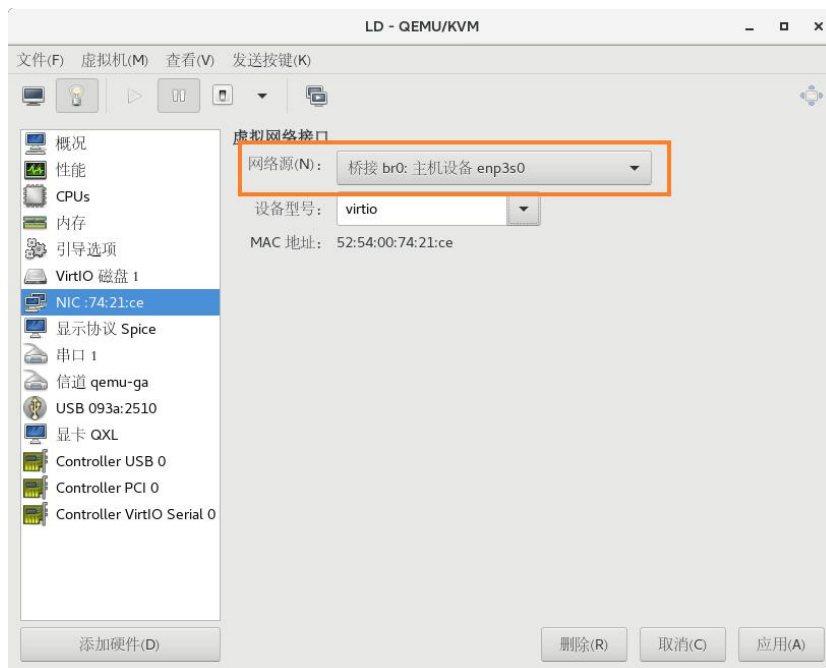 LD - QEMU/KVM
文件(F) 虚拟机(M) 查看(V) 发送按键(K)
概况
性能
CPUs
内存
引导选项
VirtIO 磁盘 1
NIC :74:21:ce
显示协议 Spice
串口 1
信道 qemu-ga
USB 093a:2510
显卡 QXL
Controller USB 0
Controller PCI 0
Controller VirtIO Serial 0
添加硬件(D)
虚拟网络接口
网络源(N): 桥接 br0: 主机设备 enp3s0
设备型号: virtio
MAC 地址: 52:54:00:74:21:ce
删除(R) 取消(C) 应用(A)